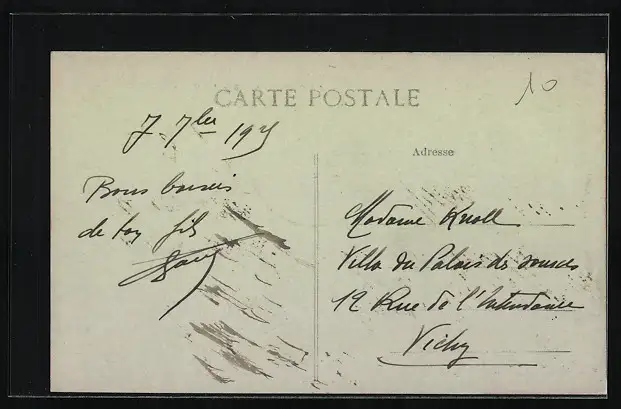 10
CARTE POSTALE
7 7bre 1925
Adresse
Bons baisers
de ton fils
Madame Knoll
Villa du Palais des sources
12 Rue de l'Intendance
Vichy